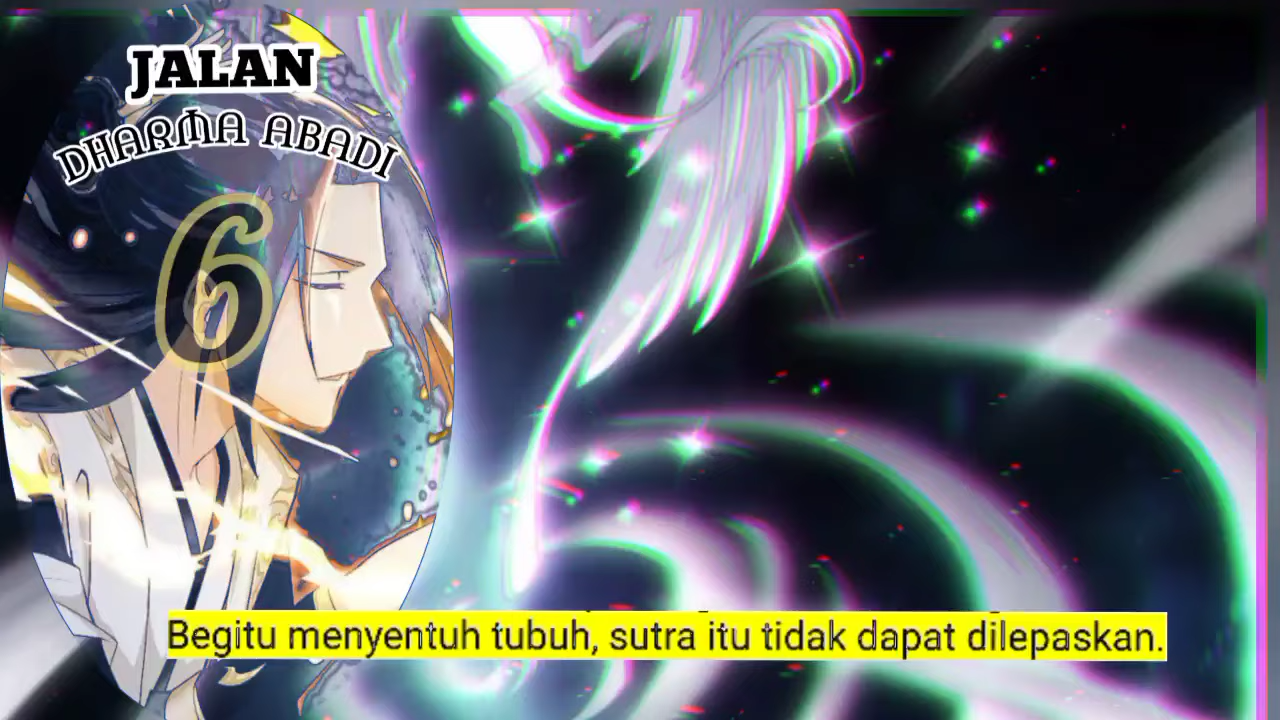 JALAN
DHARMA ABADI
6
Begitu menyentuh tubuh, sutra itu tidak dapat dilepaskan.